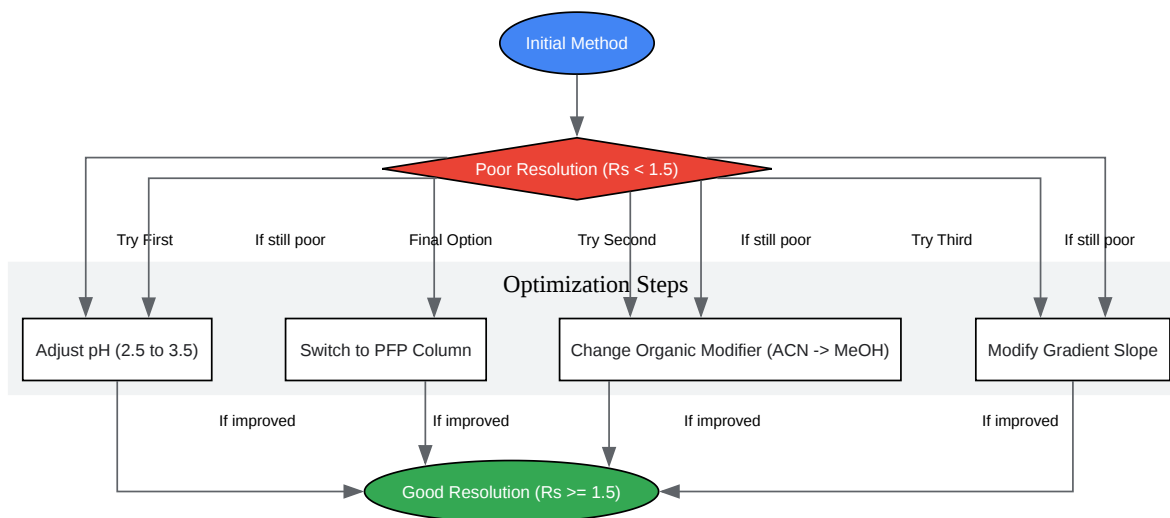 Initial Method
Poor Resolution (Rs < 1.5)
Try First
If still poor
Final Option
Try Second
If still poor
Try Third
If still poor
Optimization Steps
Adjust pH (2.5 to 3.5)
Switch to PFP Column
Change Organic Modifier (ACN -> MeOH)
Modify Gradient Slope
If improved
If improved
If improved
If improved
Good Resolution (Rs >= 1.5)